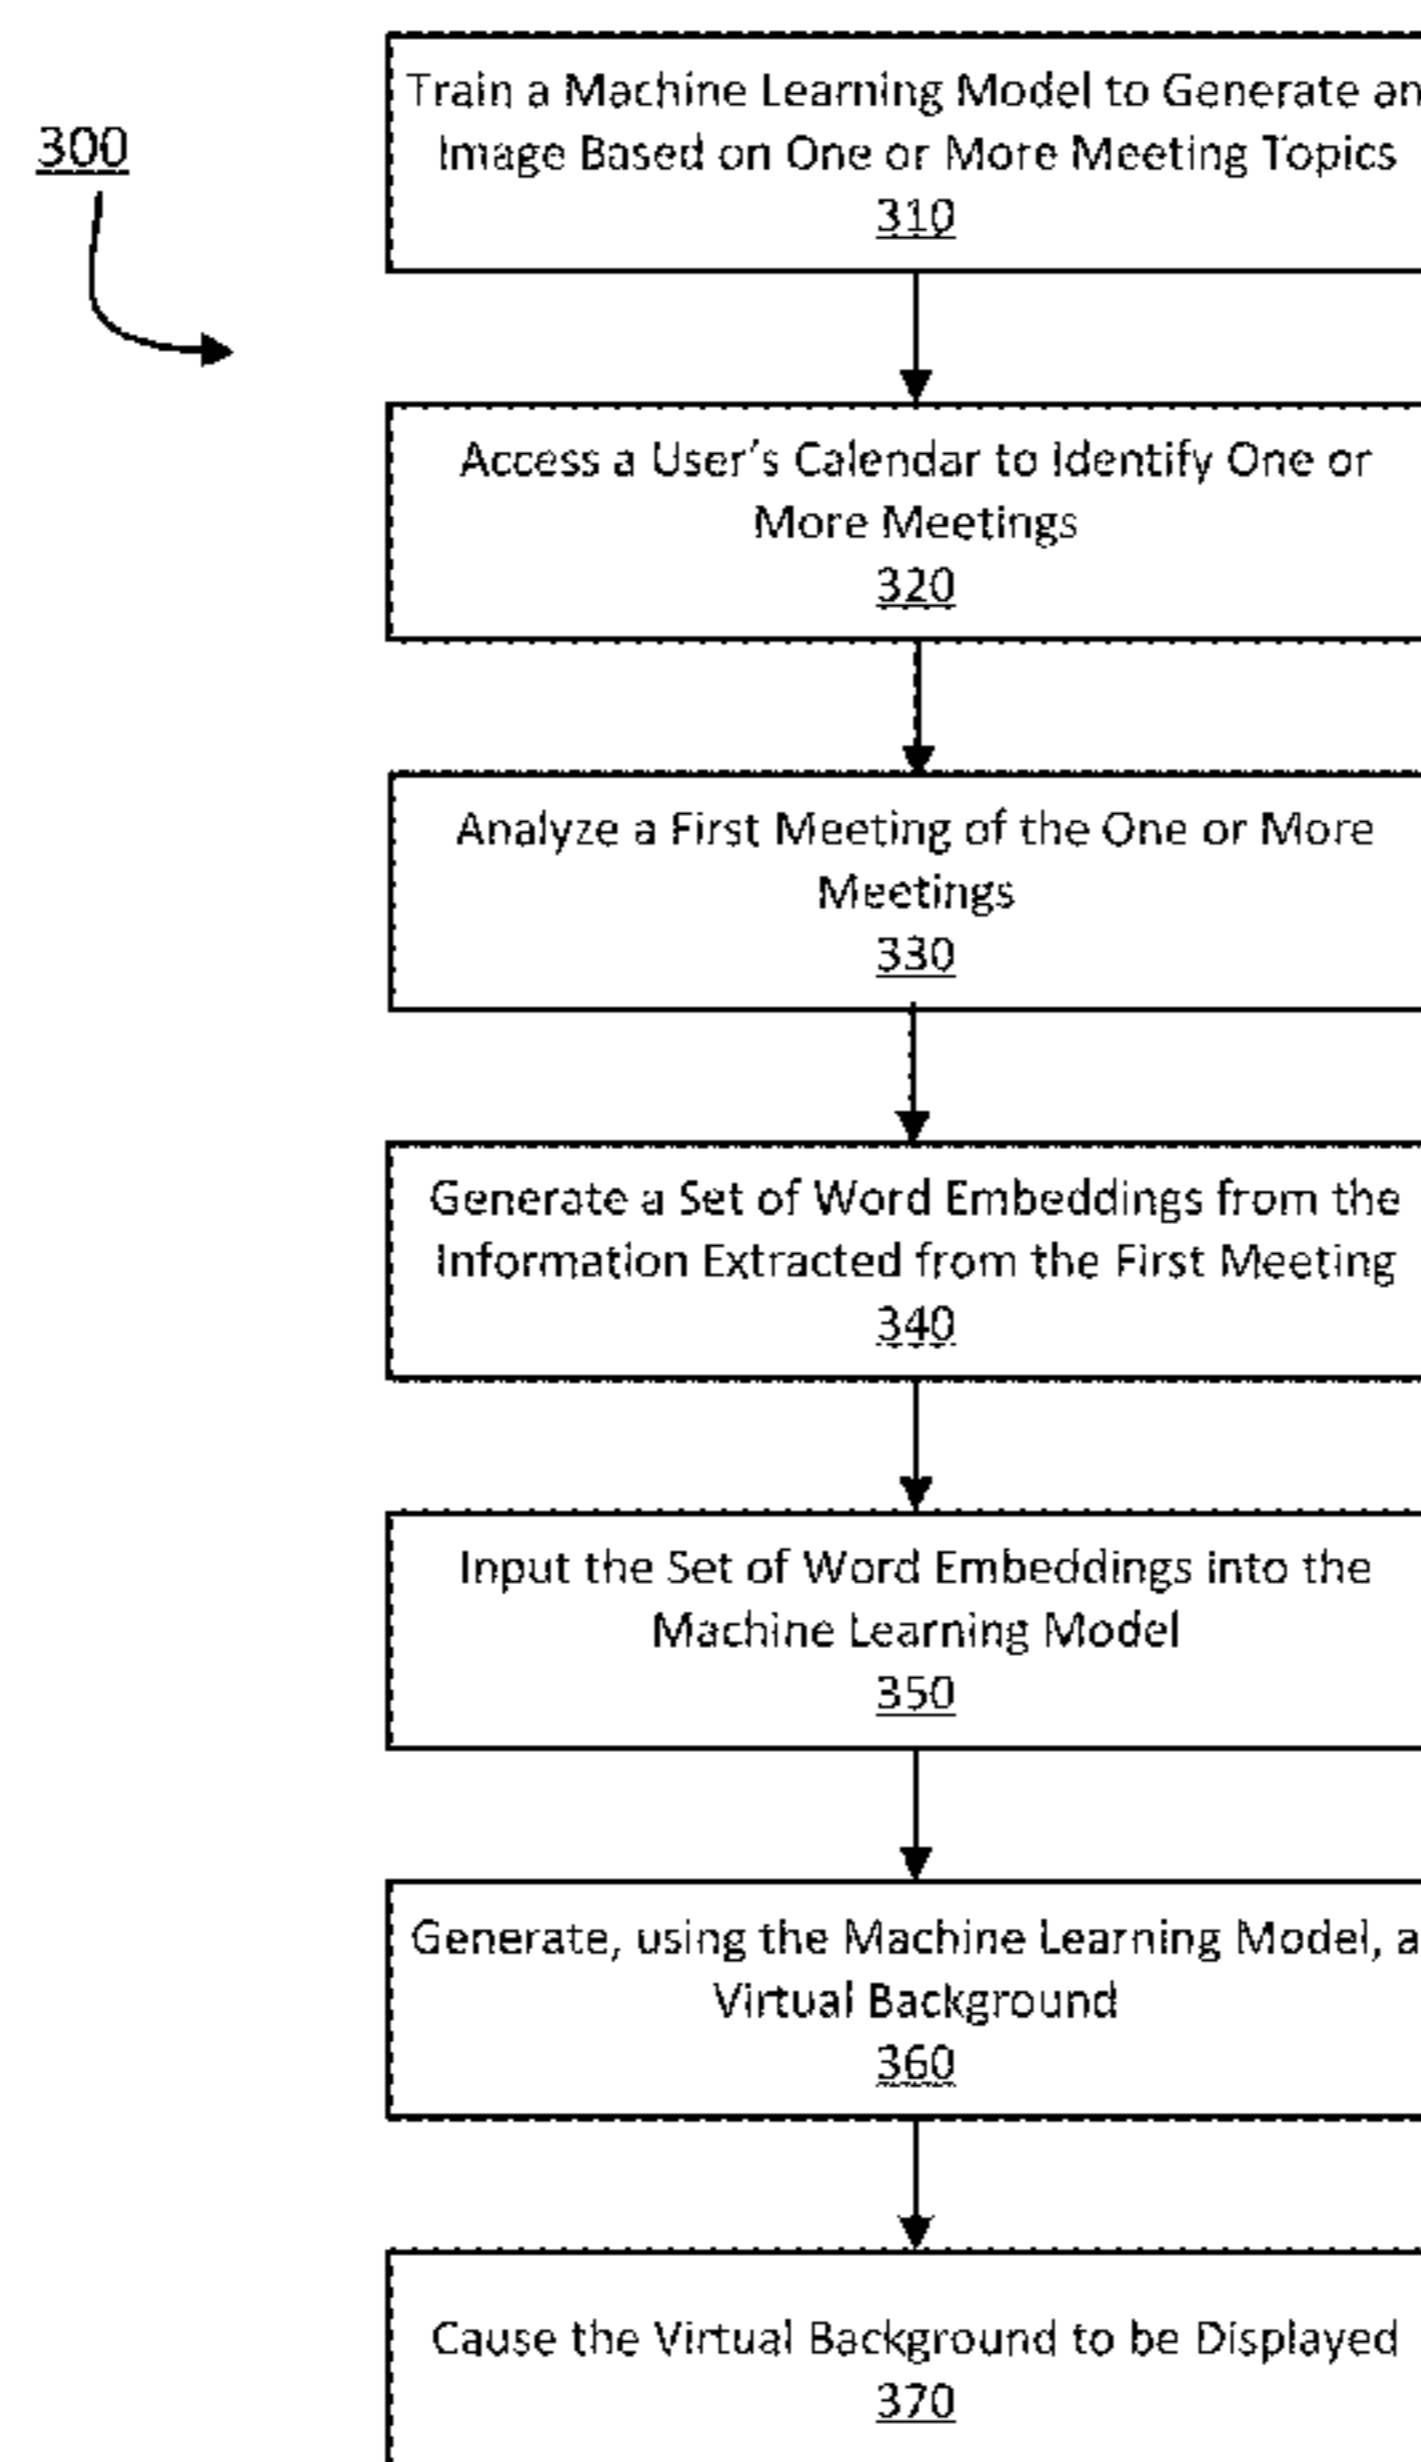 300
Train a Machine Learning Model to Generate an
Image Based on One or More Meeting Topics
310
Access a User's Calendar to Identify One or
More Meetings
320
Analyze a First Meeting of the One or More
Meetings
330
Generate a Set of Word Embeddings from the
Information Extracted from the First Meeting
340
Input the Set of Word Embeddings into the
Machine Learning Model
350
Generate, using the Machine Learning Model, a
Virtual Background
360
Cause the Virtual Background to be Displayed
370